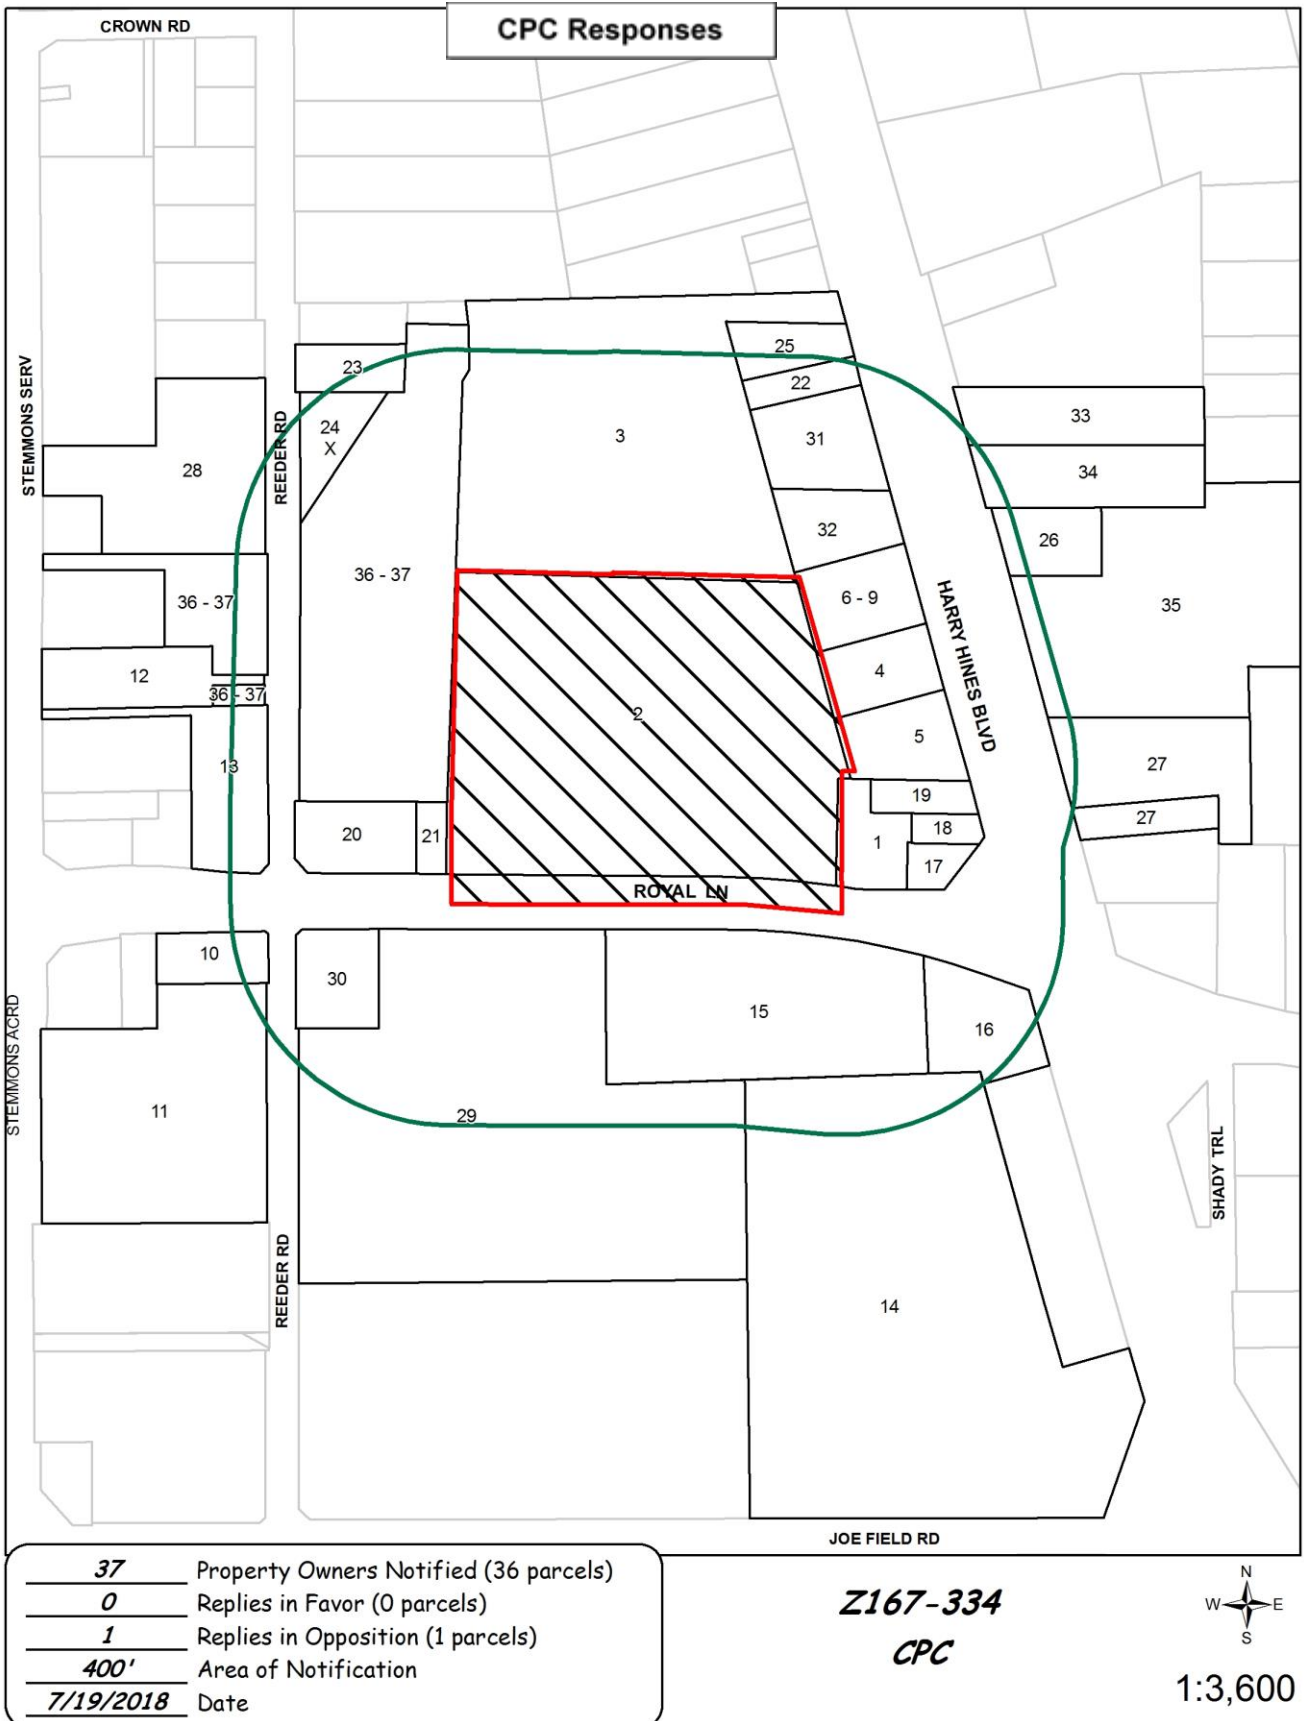 CROWN RD
CPC Responses
STEMMONS SERV
REEDER RD
25
23
22
24
X
3
31
33
28
34
32
26
36 - 37
36 - 37
6 - 9
35
HARRY HINES BLVD
4
12
36 - 37
2
5
13
27
19
27
20
21
1
18
17
ROYAL LN
10
30
15
16
STEMMONS ACRD
11
29
SHADY TRL
REEDER RD
14
JOE FIELD RD
37 Property Owners Notified (36 parcels)
0 Replies in Favor (0 parcels)
1 Replies in Opposition (1 parcels)
400' Area of Notification
7/19/2018 Date
Z167-334
CPC
N
W E
S
1:3,600